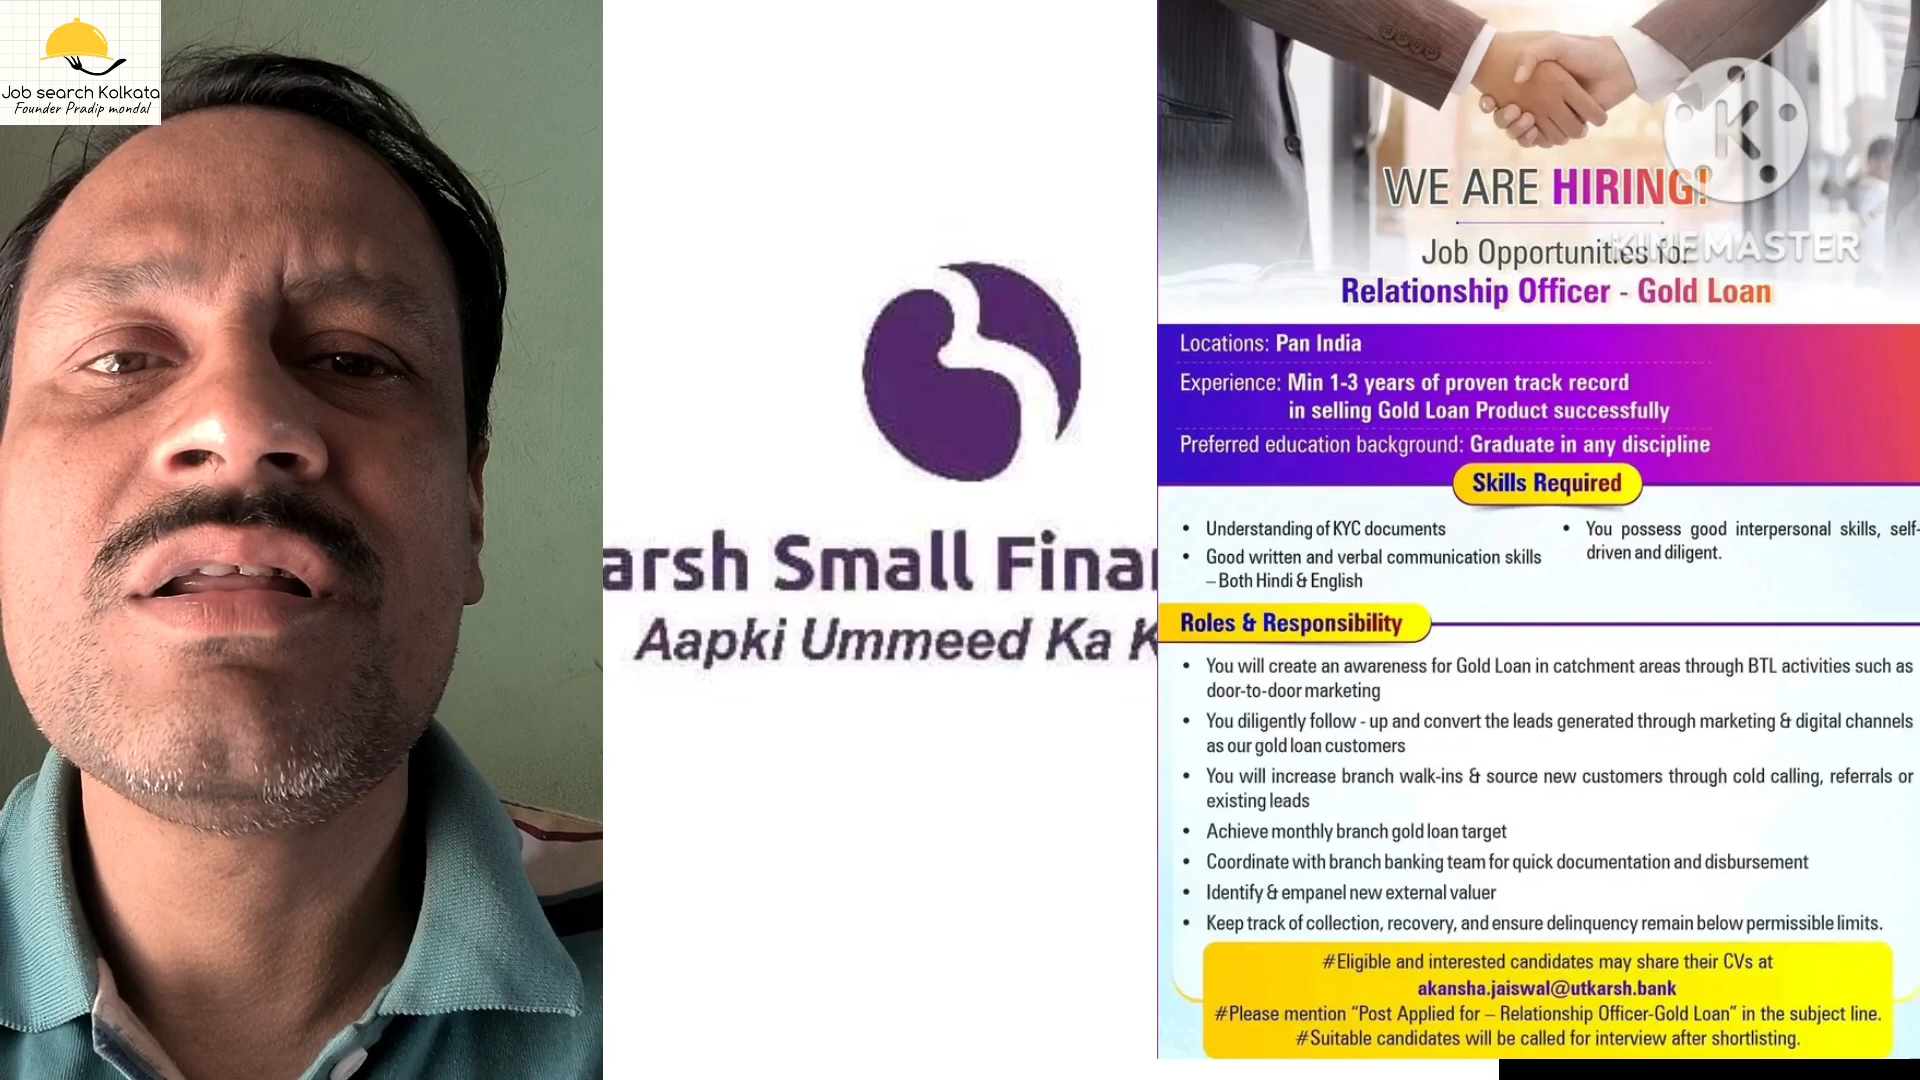 Job search Kolkata
Founder Pradip mondal
arsh Small Finan
Aapki Ummeed Ka K
WE ARE HIRING!
Job Opportunities for
KINEMASTER
Relationship Officer - Gold Loan
Locations: Pan India
Experience: Min 1-3 years of proven track record
in selling Gold Loan Product successfully
Preferred education background: Graduate in any discipline
Skills Required
• Understanding of KYC documents
• Good written and verbal communication skills
– Both Hindi & English
• You possess good interpersonal skills, self-
driven and diligent.
Roles & Responsibility
• You will create an awareness for Gold Loan in catchment areas through BTL activities such as
door-to-door marketing
• You diligently follow - up and convert the leads generated through marketing & digital channels
as our gold loan customers
• You will increase branch walk-ins & source new customers through cold calling, referrals or
existing leads
• Achieve monthly branch gold loan target
• Coordinate with branch banking team for quick documentation and disbursement
• Identify & empanel new external valuer
• Keep track of collection, recovery, and ensure delinquency remain below permissible limits.
#Eligible and interested candidates may share their CVs at
akansha.jaiswal@utkarsh.bank
#Please mention “Post Applied for – Relationship Officer-Gold Loan” in the subject line.
#Suitable candidates will be called for interview after shortlisting.